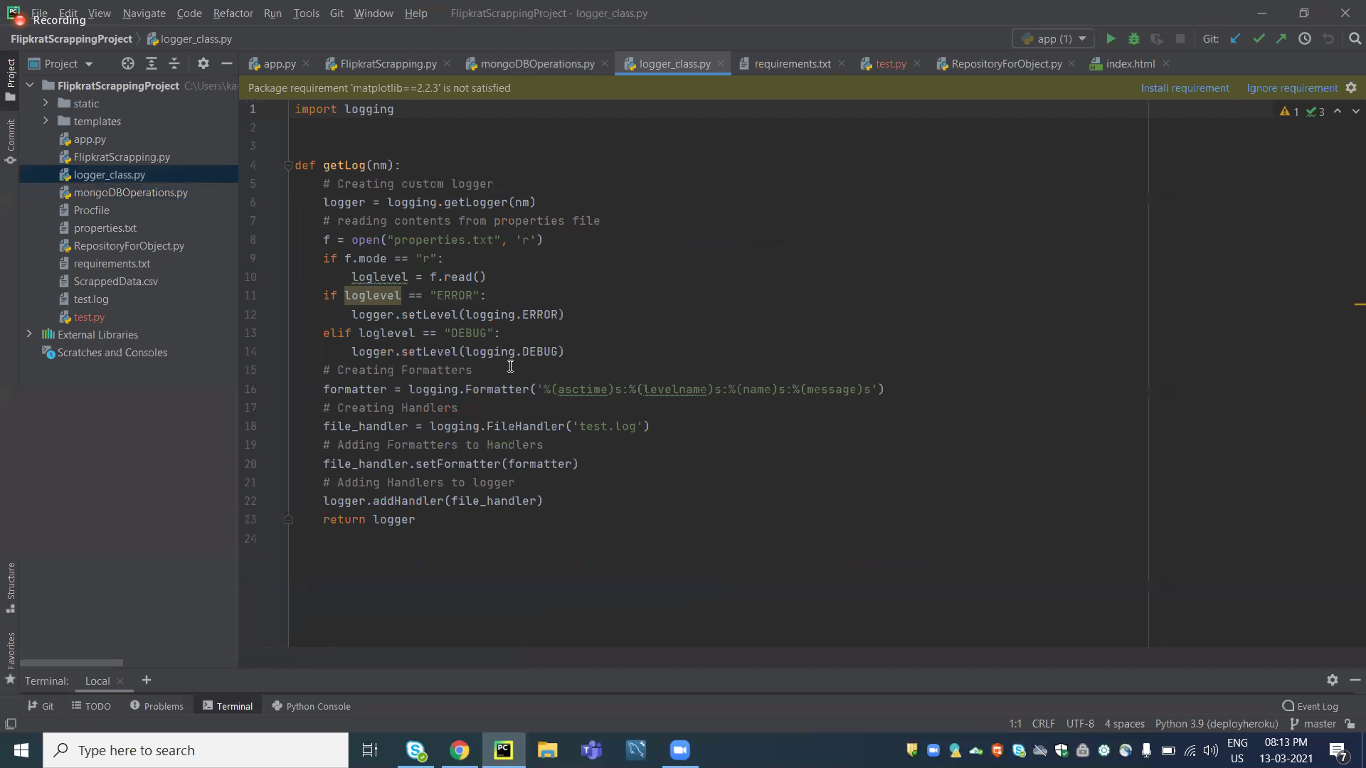 Recording
File Edit View Navigate Code Refactor Run Tools Git Window Help FlipkratScrappingProject - logger_class.py
FlipkratScrappingProject logger_class.py app (1) Git:
Project app.py FlipkratScrapping.py mongoDBOperations.py logger_class.py requirements.txt test.py RepositoryForObject.py index.html
Project
Commit
Structure
Favorites
FlipkratScrappingProject C:\Users\ka
static
templates
app.py
FlipkratScrapping.py
logger_class.py
mongoDBOperations.py
Procfile
properties.txt
RepositoryForObject.py
requirements.txt
ScrappedData.csv
test.log
test.py
External Libraries
Scratches and Consoles
Package requirement 'matplotlib==2.2.3' is not satisfied Install requirement Ignore requirement
1 3
1 import logging
2
3
4 def getLog(nm):
5 # Creating custom logger
6 logger = logging.getLogger(nm)
7 # reading contents from properties file
8 f = open("properties.txt", 'r')
9 if f.mode == "r":
10 loglevel = f.read()
11 if loglevel == "ERROR":
12 logger.setLevel(logging.ERROR)
13 elif loglevel == "DEBUG":
14 logger.setLevel(logging.DEBUG)
15 # Creating Formatters
16 formatter = logging.Formatter('%(asctime)s:%(levelname)s:%(name)s:%(message)s')
17 # Creating Handlers
18 file_handler = logging.FileHandler('test.log')
19 # Adding Formatters to Handlers
20 file_handler.setFormatter(formatter)
21 # Adding Handlers to logger
22 logger.addHandler(file_handler)
23 return logger
24
Terminal: Local
Git TODO Problems Terminal Python Console Event Log
1:1 CRLF UTF-8 4 spaces Python 3.9 (deployheroku) master
Type here to search
ENG
US
08:13 PM
13-03-2021
7